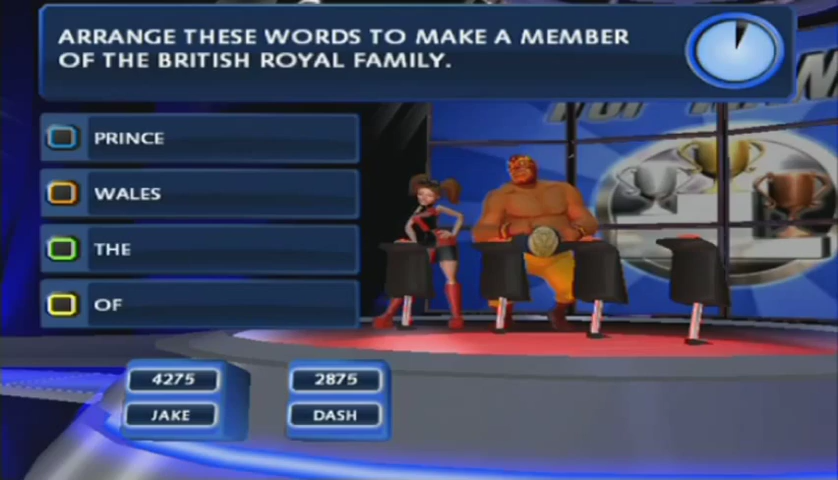 ARRANGE THESE WORDS TO MAKE A MEMBER
OF THE BRITISH ROYAL FAMILY.
PRINCE
WALES
THE
OF
4275
2875
JAKE
DASH